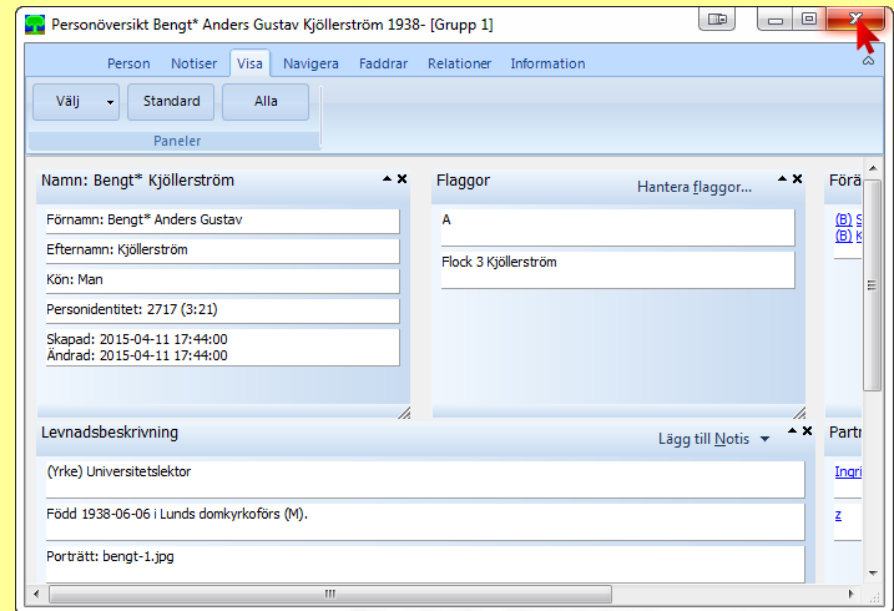 Personöversikt Bengt* Anders Gustav Kjöllerström 1938- [Grupp 1]
Person Notiser Visa Navigera Faddrar Relationer Information
Välj Standard Alla
Paneler
Namn: Bengt* Kjöllerström
Förnamn: Bengt* Anders Gustav
Efternamn: Kjöllerström
Kön: Man
Personidentitet: 2717 (3:21)
Skapad: 2015-04-11 17:44:00
Ändrad: 2015-04-11 17:44:00
Flaggor Hantera flaggor...
A
Flock 3 Kjöllerström
Förä
(B) S
(B) K
Levnadsbeskrivning Lägg till Notis
(Yrke) Universitetslektor
Född 1938-06-06 i Lunds domkyrkoförs (M).
Porträtt: bengt-1.jpg
Partr
Ingri
z